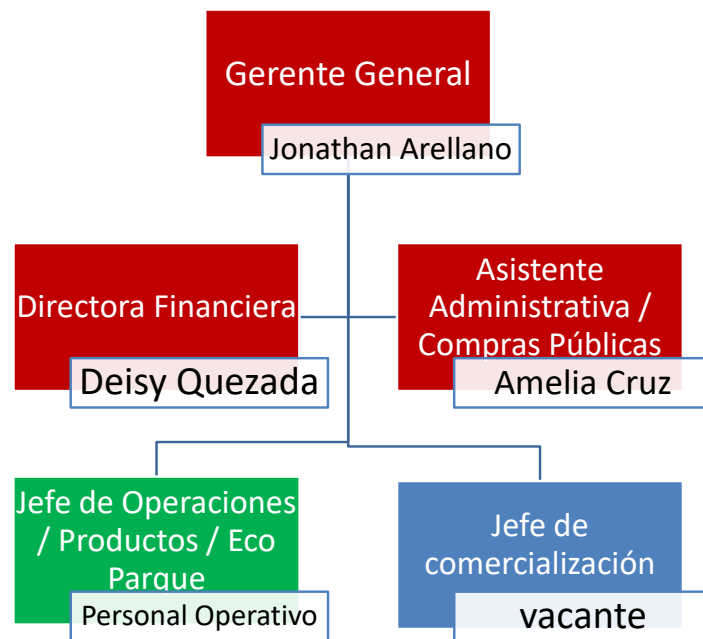 Gerente General
Jonathan Arellano
Directora Financiera
Deisy Quezada
Asistente
Administrativa /
Compras Públicas
Amelia Cruz
Jefe de Operaciones
/ Productos / Eco
Parque
Personal Operativo
Jefe de
comercialización
vacante